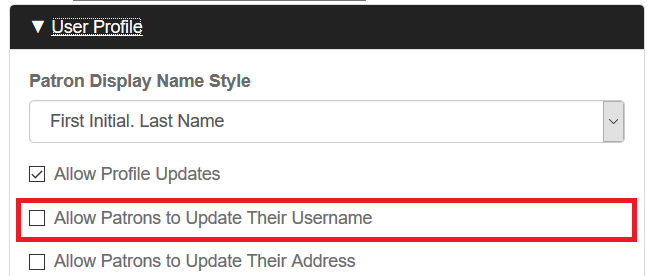 ▼ User Profile
Patron Display Name Style
First Initial. Last Name
Allow Profile Updates
Allow Patrons to Update Their Username
Allow Patrons to Update Their Address